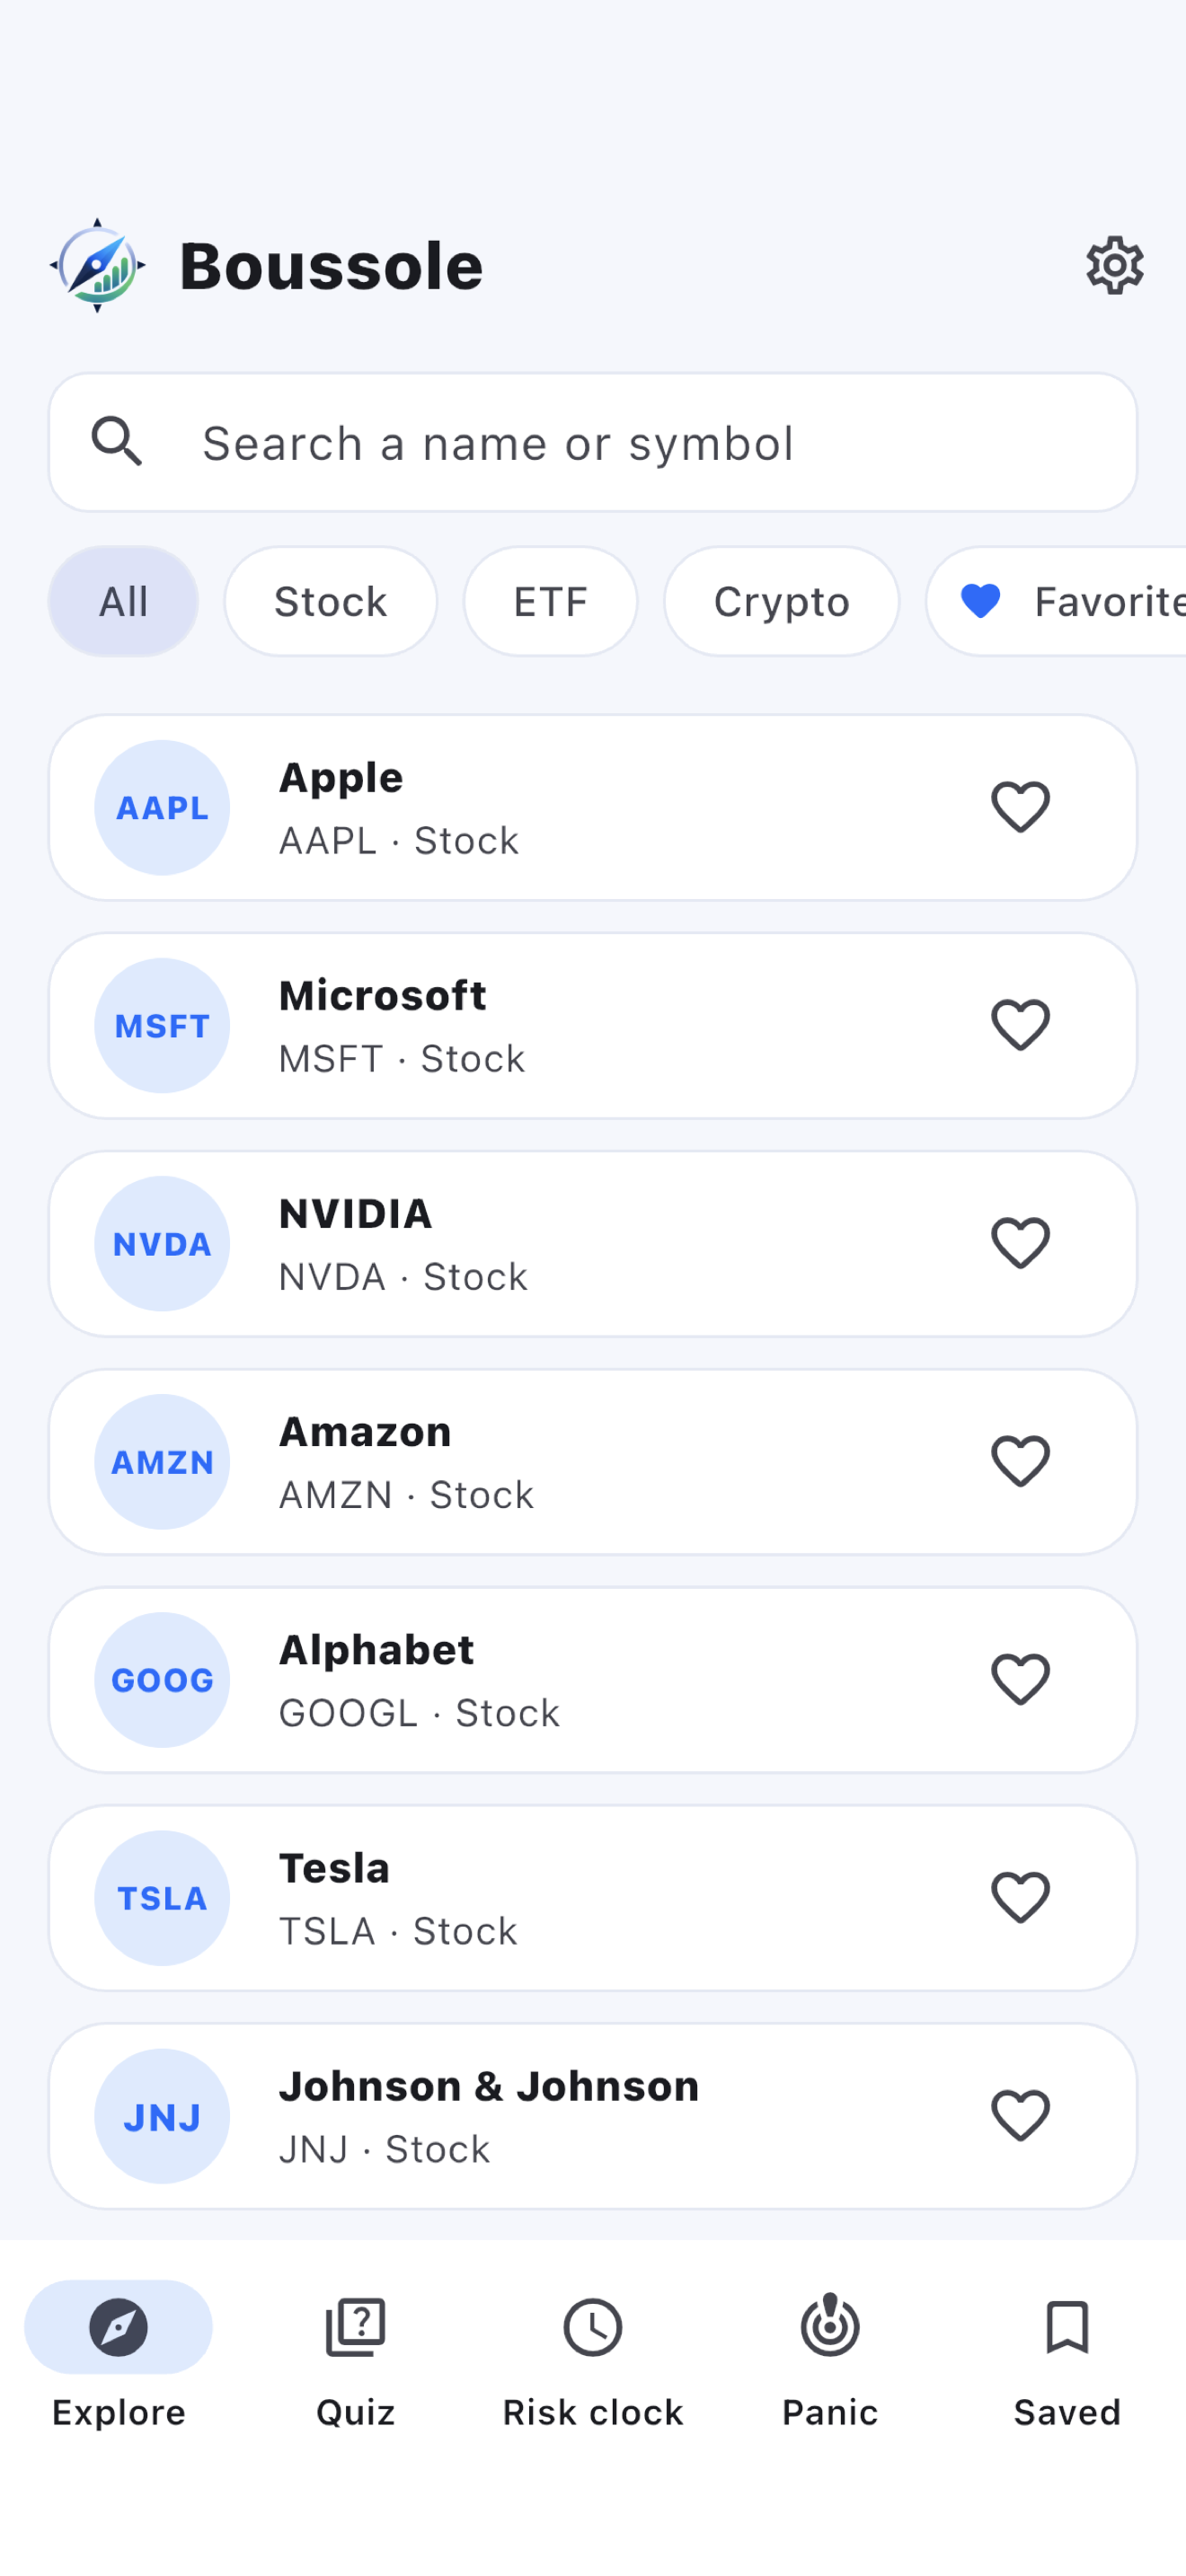 Boussole
Search a name or symbol
All
Stock
ETF
Crypto
Favorite
AAPL
Apple
AAPL · Stock
MSFT
Microsoft
MSFT · Stock
NVDA
NVIDIA
NVDA · Stock
AMZN
Amazon
AMZN · Stock
GOOG
Alphabet
GOOGL · Stock
TSLA
Tesla
TSLA · Stock
JNJ
Johnson & Johnson
JNJ · Stock
Explore
Quiz
Risk clock
Panic
Saved